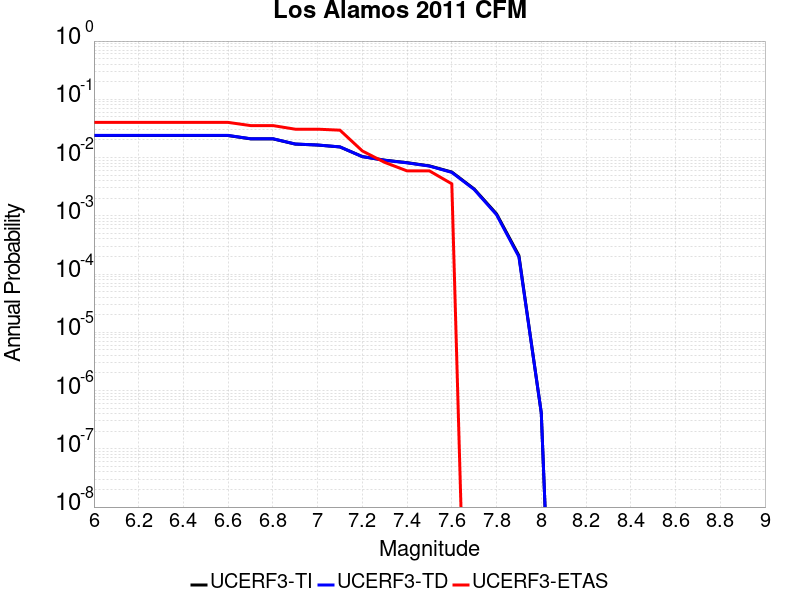 Los Alamos 2011 CFM
10^0
10^-1
10^-2
10^-3
10^-4
10^-5
10^-6
10^-7
10^-8
Annual Probability
6 6.2 6.4 6.6 6.8 7 7.2 7.4 7.6 7.8 8 8.2 8.4 8.6 8.8 9
Magnitude
UCERF3-TI UCERF3-TD UCERF3-ETAS